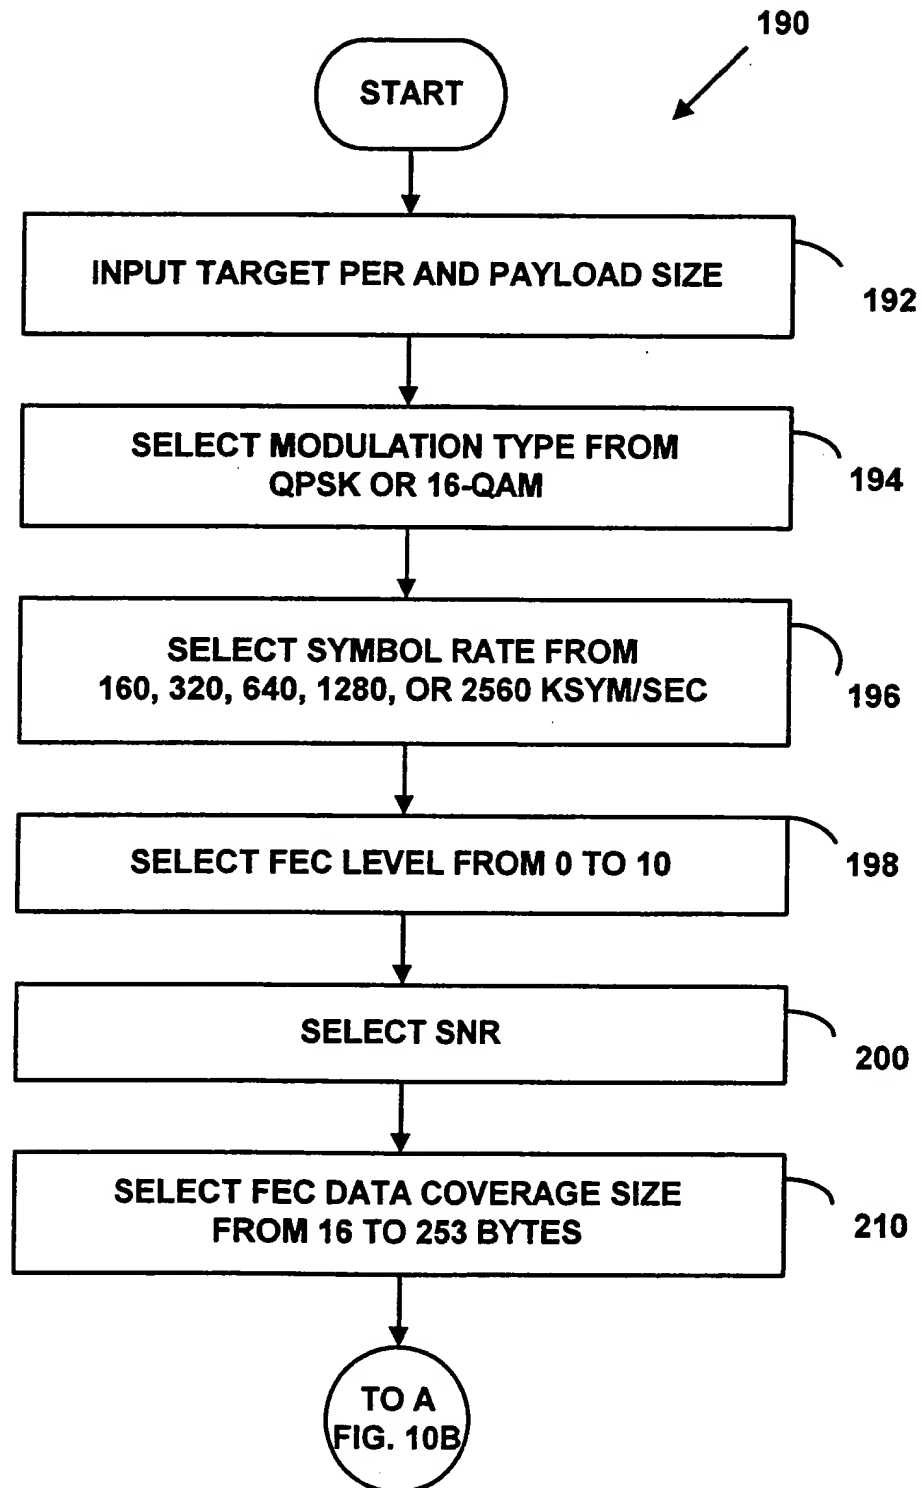 190
START
INPUT TARGET PER AND PAYLOAD SIZE
192
SELECT MODULATION TYPE FROM
QPSK OR 16-QAM
194
SELECT SYMBOL RATE FROM
160, 320, 640, 1280, OR 2560 KSYM/SEC
196
SELECT FEC LEVEL FROM 0 TO 10
198
SELECT SNR
200
SELECT FEC DATA COVERAGE SIZE
FROM 16 TO 253 BYTES
210
TO A
FIG. 10B